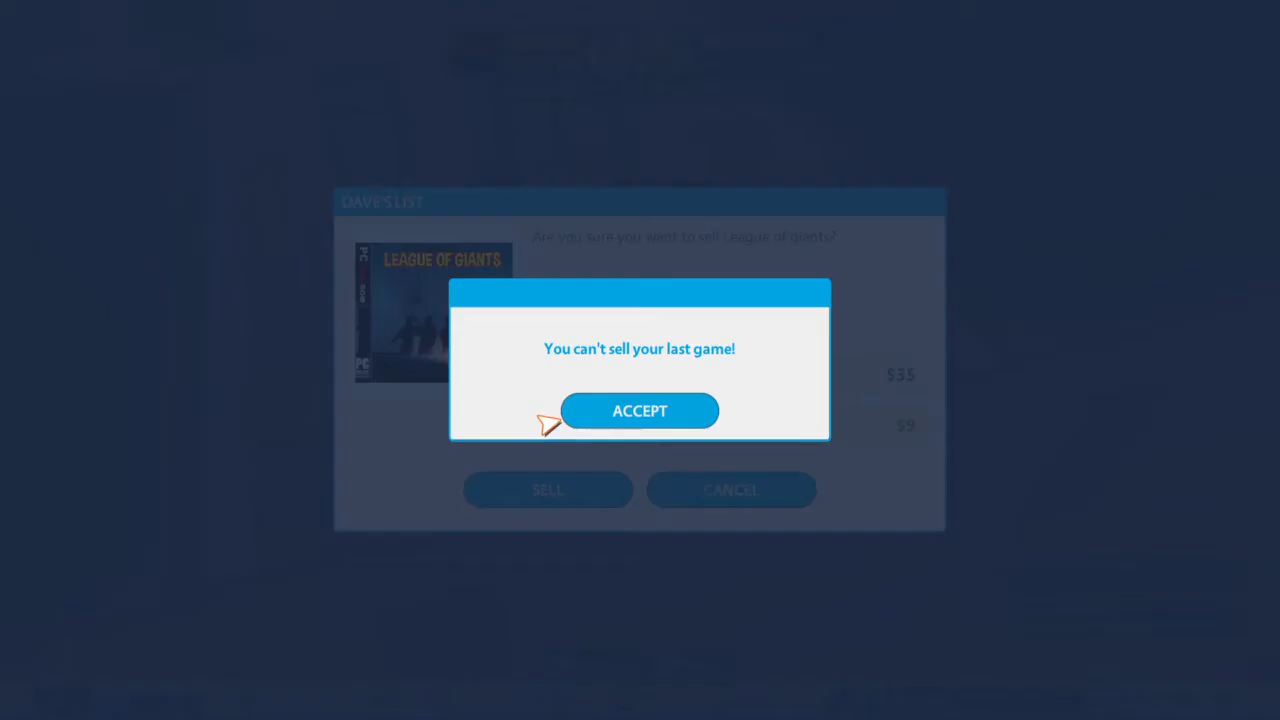 DAVE'S LIST
Are you sure you want to sell League of giants?
LEAGUE OF GIANTS
PC
PC
You can't sell your last game!
$35
ACCEPT
$9
SELL
CANCEL